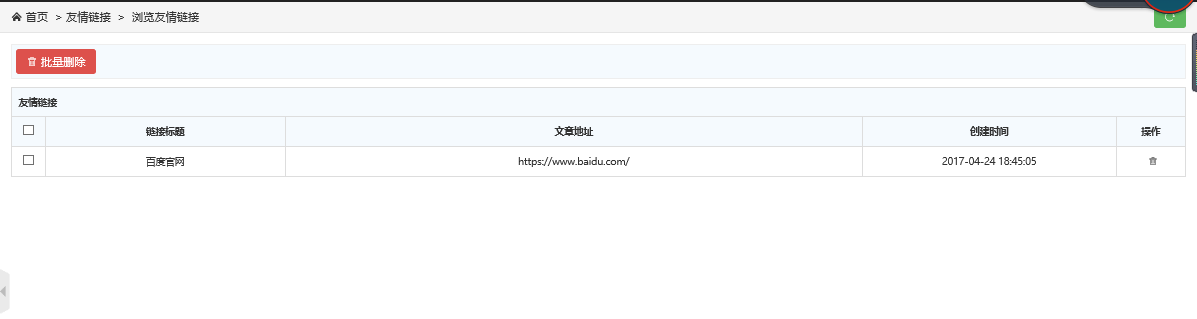 首页 > 友情链接 > 浏览友情链接
批量删除
友情链接
链接标题 文章地址 创建时间 操作
百度官网 https://www.baidu.com/ 2017-04-24 18:45:05